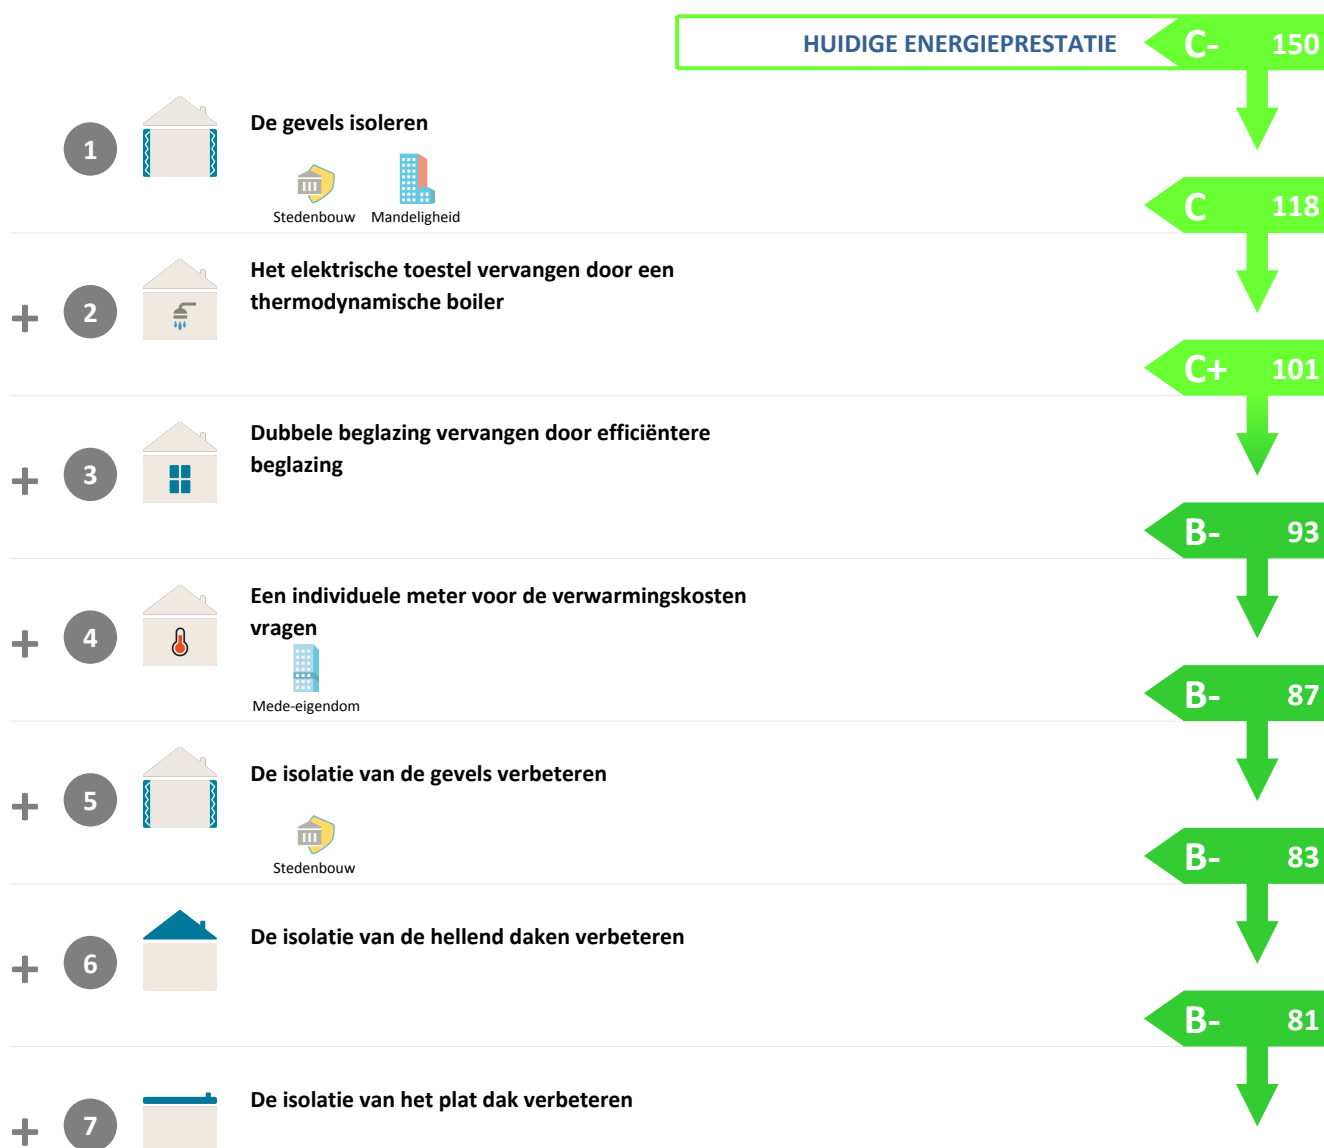 HUIDIGE ENERGIEPRESTATIE C- 150
1 De gevels isoleren
Stedenbouw Mandeligheid
C 118
+ 2 Het elektrische toestel vervangen door een
thermodynamische boiler
C+ 101
+ 3 Dubbele beglazing vervangen door efficiëntere
beglazing
B- 93
+ 4 Een individuele meter voor de verwarmingskosten
vragen
Mede-eigendom
B- 87
+ 5 De isolatie van de gevels verbeteren
Stedenbouw
B- 83
+ 6 De isolatie van de hellend daken verbeteren
B- 81
+ 7 De isolatie van het plat dak verbeteren